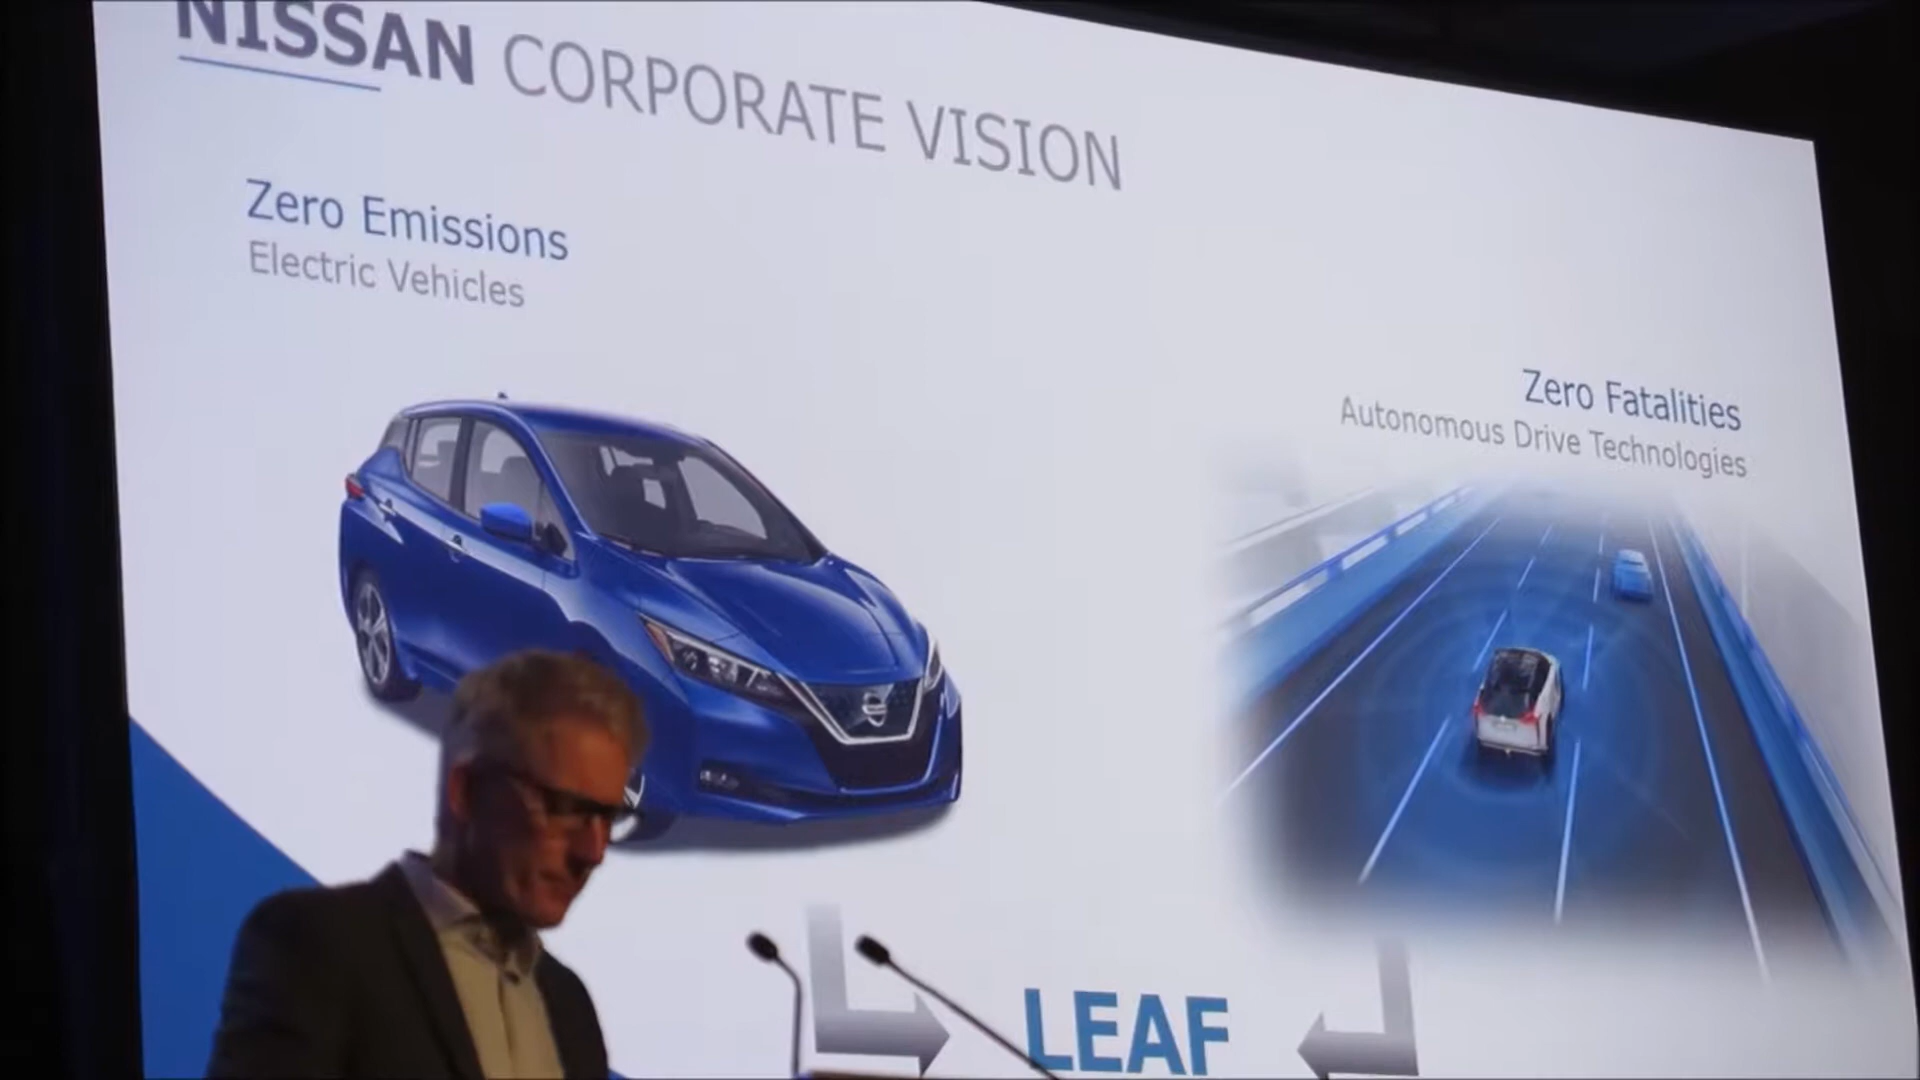 NISSAN CORPORATE VISION
Zero Emissions
Electric Vehicles
Zero Fatalities
Autonomous Drive Technologies
LEAF